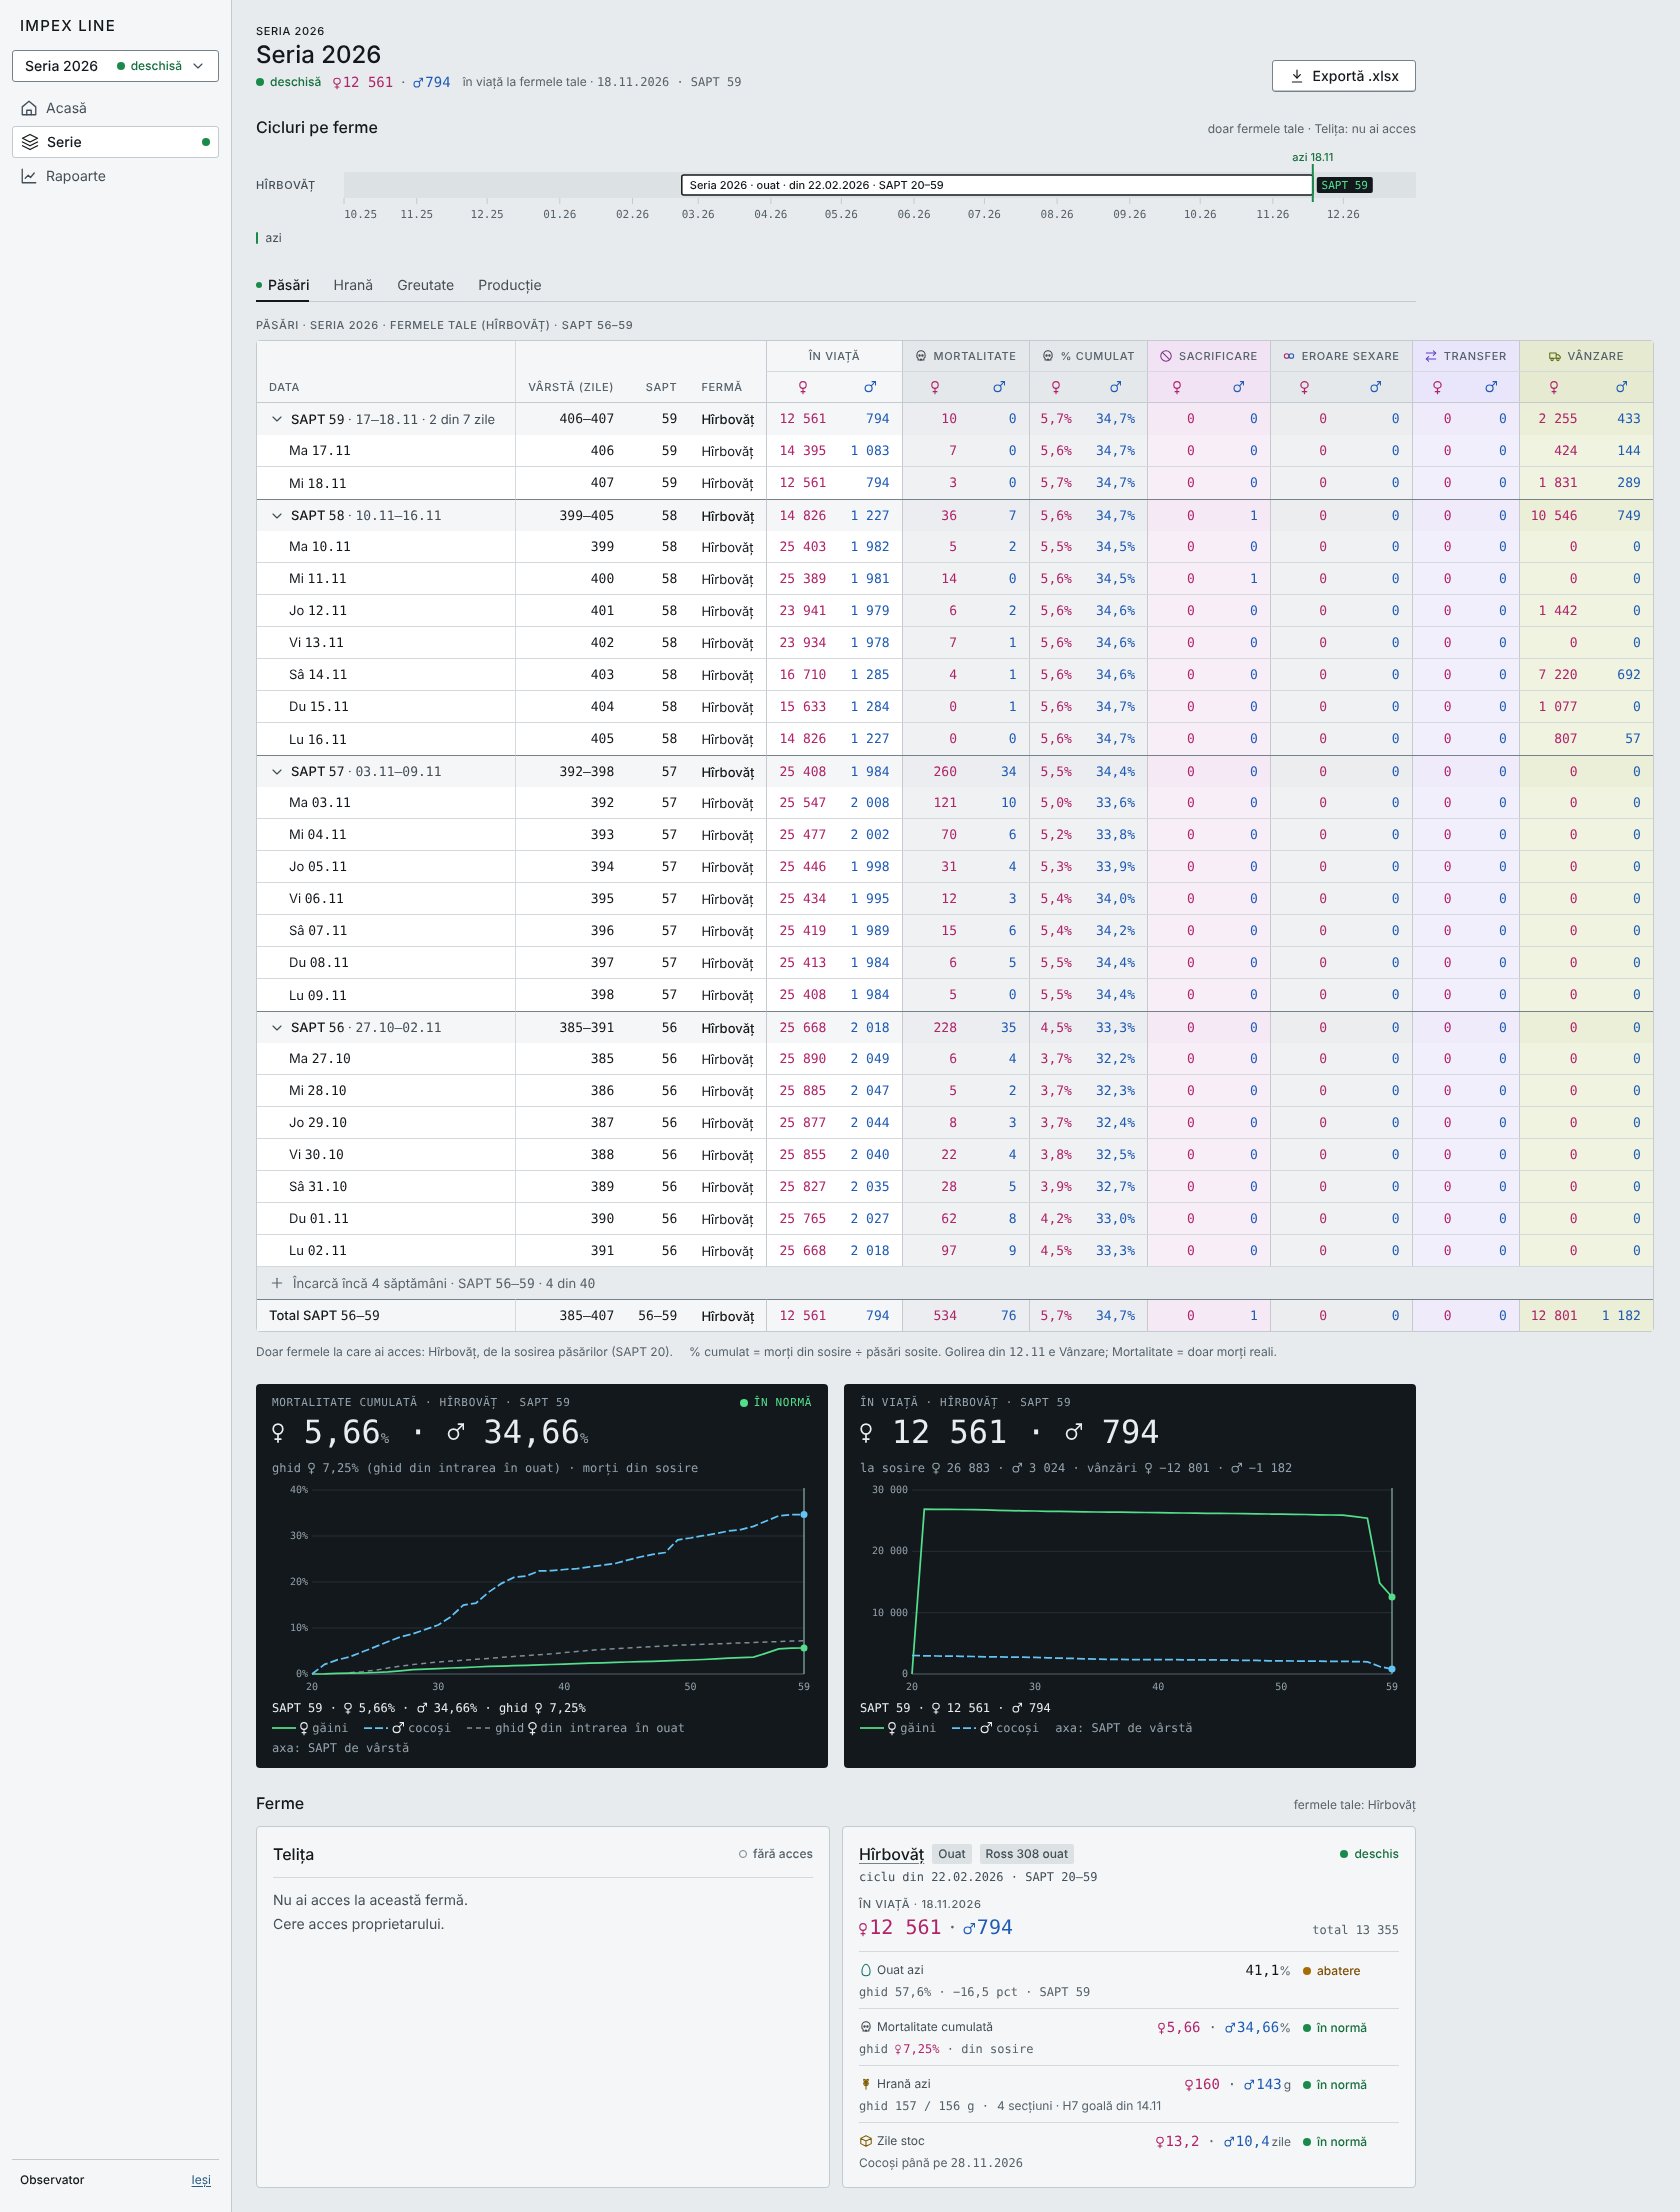 IMPEX LINE
Seria 2026 deschisă
Acasă
Serie
Rapoarte
SERIA 2026
Seria 2026
deschisă ♀12 561 · ♂794 în viață la fermele tale · 18.11.2026 · SAPT 59
Exportă .xlsx
Cicluri pe ferme
doar fermele tale · Telița: nu ai acces
azi 18.11
HÎRBOVĂȚ Seria 2026 · ouat · din 22.02.2026 · SAPT 20–59 SAPT 59
10.25 11.25 12.25 01.26 02.26 03.26 04.26 05.26 06.26 07.26 08.26 09.26 10.26 11.26 12.26
azi
Păsări Hrană Greutate Producție
PĂSĂRI · SERIA 2026 · FERMELE TALE (HÎRBOVĂȚ) · SAPT 56–59
ÎN VIAȚĂ MORTALITATE % CUMULAT SACRIFICARE EROARE SEXARE TRANSFER VÂNZARE
DATA VÂRSTĂ (ZILE) SAPT FERMĂ ♀ ♂ ♀ ♂ ♀ ♂ ♀ ♂ ♀ ♂ ♀ ♂ ♀ ♂
SAPT 59 · 17–18.11 · 2 din 7 zile 406–407 59 Hîrbovăț 12 561 794 10 0 5,7% 34,7% 0 0 0 0 0 0 2 255 433
Ma 17.11 406 59 Hîrbovăț 14 395 1 083 7 0 5,6% 34,7% 0 0 0 0 0 0 424 144
Mi 18.11 407 59 Hîrbovăț 12 561 794 3 0 5,7% 34,7% 0 0 0 0 0 0 1 831 289
SAPT 58 · 10.11–16.11 399–405 58 Hîrbovăț 14 826 1 227 36 7 5,6% 34,7% 0 1 0 0 0 0 10 546 749
Ma 10.11 399 58 Hîrbovăț 25 403 1 982 5 2 5,5% 34,5% 0 0 0 0 0 0 0 0
Mi 11.11 400 58 Hîrbovăț 25 389 1 981 14 0 5,6% 34,5% 0 1 0 0 0 0 0 0
Jo 12.11 401 58 Hîrbovăț 23 941 1 979 6 2 5,6% 34,6% 0 0 0 0 0 0 1 442 0
Vi 13.11 402 58 Hîrbovăț 23 934 1 978 7 1 5,6% 34,6% 0 0 0 0 0 0 0 0
Sâ 14.11 403 58 Hîrbovăț 16 710 1 285 4 1 5,6% 34,6% 0 0 0 0 0 0 7 220 692
Du 15.11 404 58 Hîrbovăț 15 633 1 284 0 1 5,6% 34,7% 0 0 0 0 0 0 1 077 0
Lu 16.11 405 58 Hîrbovăț 14 826 1 227 0 0 5,6% 34,7% 0 0 0 0 0 0 807 57
SAPT 57 · 03.11–09.11 392–398 57 Hîrbovăț 25 408 1 984 260 34 5,5% 34,4% 0 0 0 0 0 0 0 0
Ma 03.11 392 57 Hîrbovăț 25 547 2 008 121 10 5,0% 33,6% 0 0 0 0 0 0 0 0
Mi 04.11 393 57 Hîrbovăț 25 477 2 002 70 6 5,2% 33,8% 0 0 0 0 0 0 0 0
Jo 05.11 394 57 Hîrbovăț 25 446 1 998 31 4 5,3% 33,9% 0 0 0 0 0 0 0 0
Vi 06.11 395 57 Hîrbovăț 25 434 1 995 12 3 5,4% 34,0% 0 0 0 0 0 0 0 0
Sâ 07.11 396 57 Hîrbovăț 25 419 1 989 15 6 5,4% 34,2% 0 0 0 0 0 0 0 0
Du 08.11 397 57 Hîrbovăț 25 413 1 984 6 5 5,5% 34,4% 0 0 0 0 0 0 0 0
Lu 09.11 398 57 Hîrbovăț 25 408 1 984 5 0 5,5% 34,4% 0 0 0 0 0 0 0 0
SAPT 56 · 27.10–02.11 385–391 56 Hîrbovăț 25 668 2 018 228 35 4,5% 33,3% 0 0 0 0 0 0 0 0
Ma 27.10 385 56 Hîrbovăț 25 890 2 049 6 4 3,7% 32,2% 0 0 0 0 0 0 0 0
Mi 28.10 386 56 Hîrbovăț 25 885 2 047 5 2 3,7% 32,3% 0 0 0 0 0 0 0 0
Jo 29.10 387 56 Hîrbovăț 25 877 2 044 8 3 3,7% 32,4% 0 0 0 0 0 0 0 0
Vi 30.10 388 56 Hîrbovăț 25 855 2 040 22 4 3,8% 32,5% 0 0 0 0 0 0 0 0
Sâ 31.10 389 56 Hîrbovăț 25 827 2 035 28 5 3,9% 32,7% 0 0 0 0 0 0 0 0
Du 01.11 390 56 Hîrbovăț 25 765 2 027 62 8 4,2% 33,0% 0 0 0 0 0 0 0 0
Lu 02.11 391 56 Hîrbovăț 25 668 2 018 97 9 4,5% 33,3% 0 0 0 0 0 0 0 0
Încarcă încă 4 săptămâni · SAPT 56–59 · 4 din 40
Total SAPT 56–59 385–407 56–59 Hîrbovăț 12 561 794 534 76 5,7% 34,7% 0 1 0 0 0 0 12 801 1 182
Doar fermele la care ai acces: Hîrbovăț, de la sosirea păsărilor (SAPT 20). % cumulat = morți din sosire ÷ păsări sosite. Golirea din 12.11 e Vânzare; Mortalitate = doar morți reali.
MORTALITATE CUMULATĂ · HÎRBOVĂȚ · SAPT 59 ÎN NORMĂ
♀ 5,66% · ♂ 34,66%
ghid ♀ 7,25% (ghid din intrarea în ouat) · morți din sosire
40%
30%
20%
10%
0%
20 30 40 50 59
SAPT 59 · ♀ 5,66% · ♂ 34,66% · ghid ♀ 7,25%
♀ găini ♂ cocoși ghid ♀ din intrarea în ouat
axa: SAPT de vârstă
ÎN VIAȚĂ · HÎRBOVĂȚ · SAPT 59
♀ 12 561 · ♂ 794
la sosire ♀ 26 883 · ♂ 3 024 · vânzări ♀ −12 801 · ♂ −1 182
30 000
20 000
10 000
0
20 30 40 50 59
SAPT 59 · ♀ 12 561 · ♂ 794
♀ găini ♂ cocoși axa: SAPT de vârstă
Ferme
fermele tale: Hîrbovăț
Telița fără acces
Nu ai acces la această fermă.
Cere acces proprietarului.
Hîrbovăț Ouat Ross 308 ouat deschis
ciclu din 22.02.2026 · SAPT 20–59
ÎN VIAȚĂ · 18.11.2026
♀12 561 · ♂794 total 13 355
Ouat azi 41,1% abatere
ghid 57,6% · −16,5 pct · SAPT 59
Mortalitate cumulată ♀5,66 · ♂34,66% în normă
ghid ♀7,25% · din sosire
Hrană azi ♀160 · ♂143 g în normă
ghid 157 / 156 g · 4 secțiuni · H7 goală din 14.11
Zile stoc ♀13,2 · ♂10,4 zile în normă
Cocoși până pe 28.11.2026
Observator Ieși